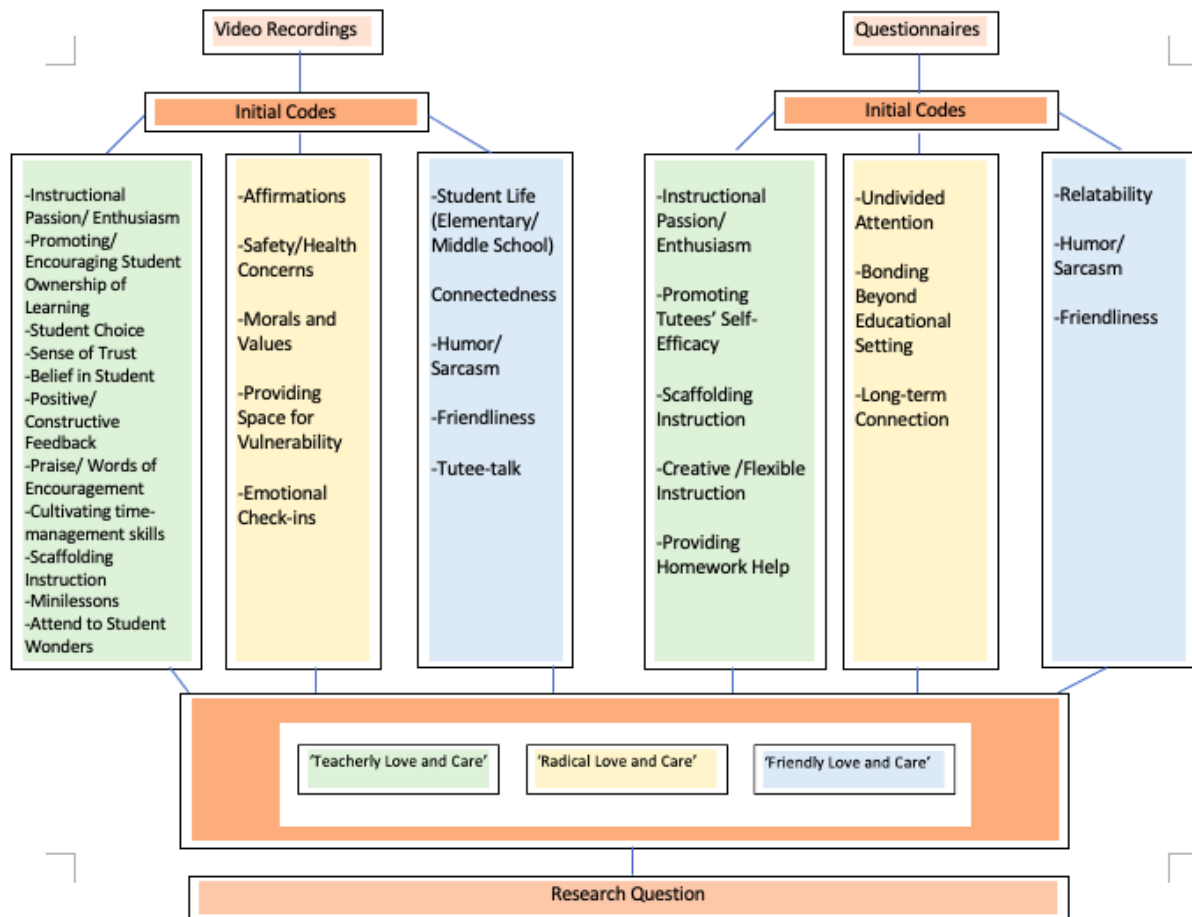 Video Recordings
Questionnaires
Initial Codes
Initial Codes
-Instructional
Passion/ Enthusiasm
-Promoting/
Encouraging Student
Ownership of
Learning
-Student Choice
-Sense of Trust
-Belief in Student
-Positive/
Constructive
Feedback
-Praise/ Words of
Encouragement
-Cultivating time-
management skills
-Scaffolding
Instruction
-Minilessons
-Attend to Student
Wonders
-Affirmations
-Safety/Health
Concerns
-Morals and
Values
-Providing
Space for
Vulnerability
-Emotional
Check-ins
-Student Life
(Elementary/
Middle School)
Connectedness
-Humor/
Sarcasm
-Friendliness
-Tutee-talk
-Instructional
Passion/
Enthusiasm
-Promoting
Tutees' Self-
Efficacy
-Scaffolding
Instruction
-Creative /Flexible
Instruction
-Providing
Homework Help
-Undivided
Attention
-Bonding
Beyond
Educational
Setting
-Long-term
Connection
-Relatability
-Humor/
Sarcasm
-Friendliness
'Teacherly Love and Care'
'Radical Love and Care'
'Friendly Love and Care'
Research Question